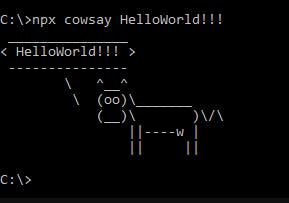 C:\>npx cowsay HelloWorld!!!
 _______________
< HelloWorld!!! >
 ---------------
        \   ^__^
         \  (oo)\_______
            (__)\       )\/\
                ||----w |
                ||     ||
C:\>